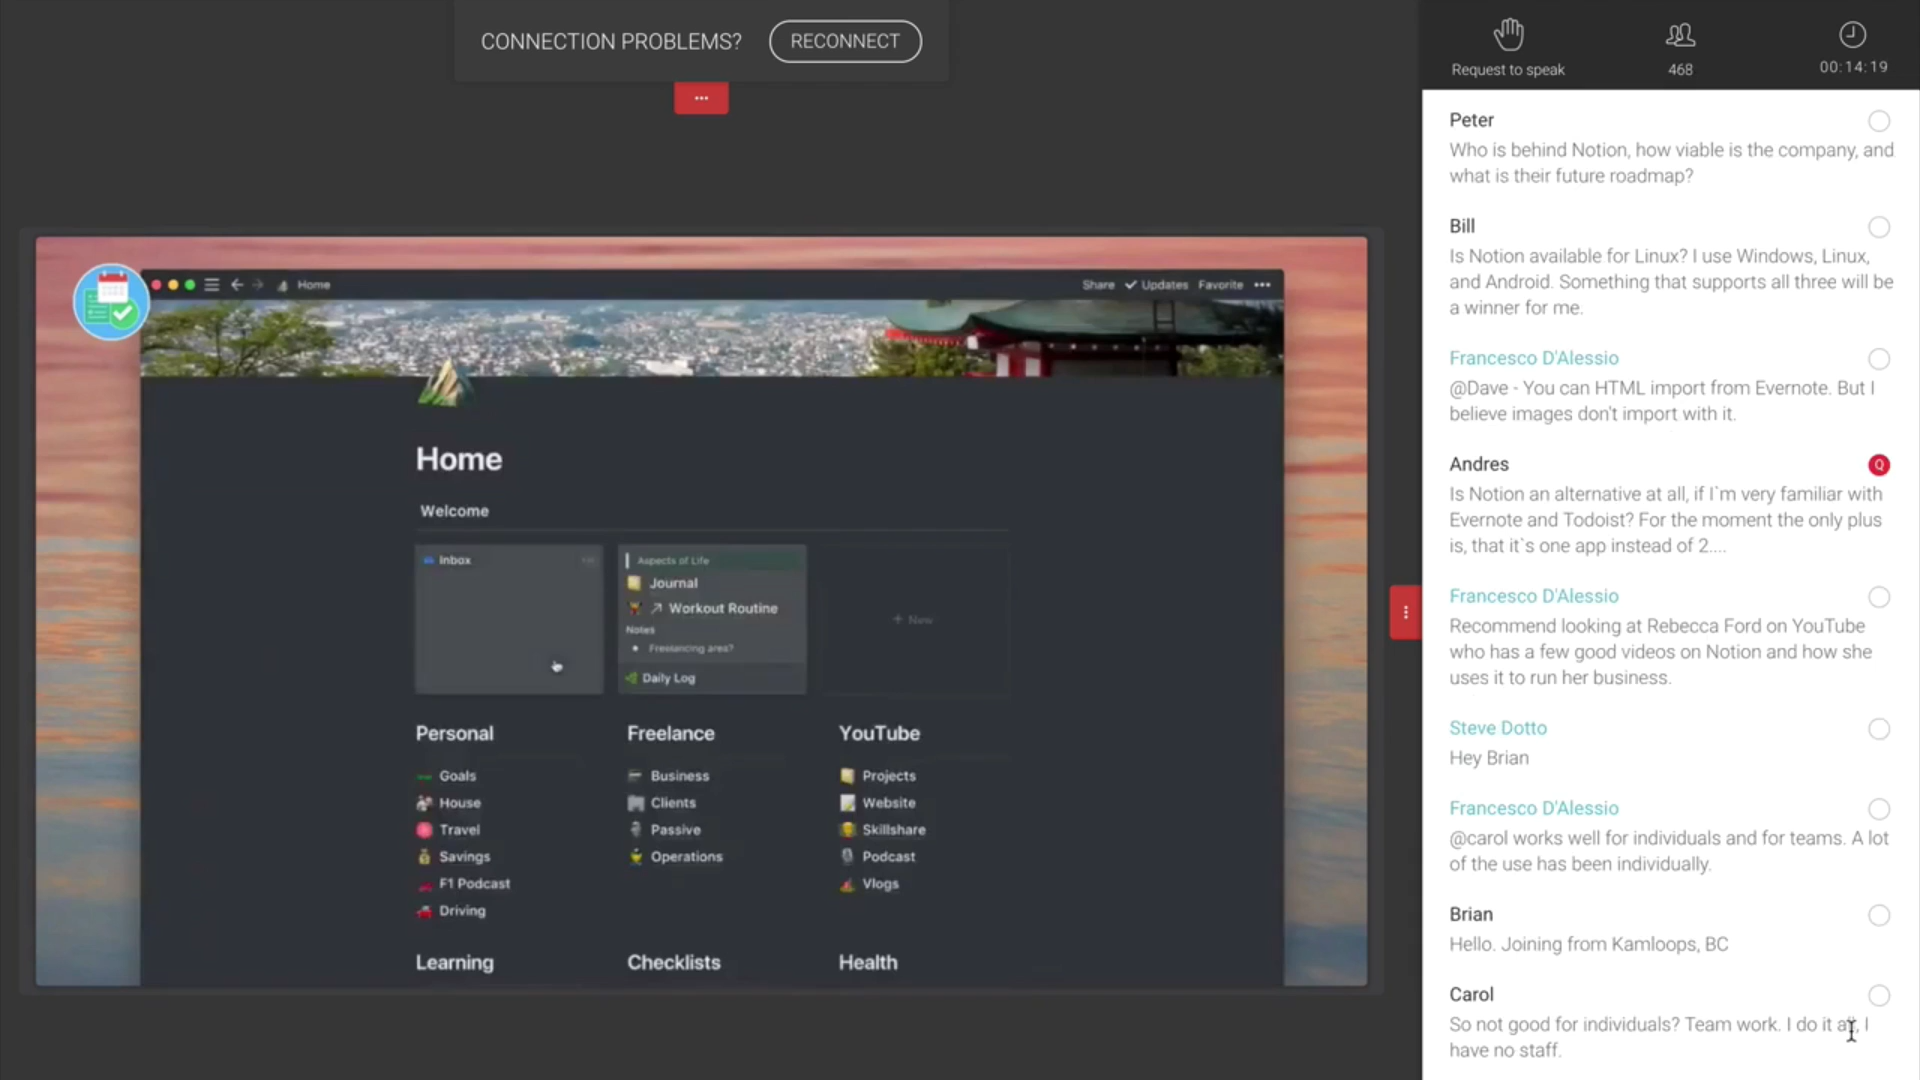 CONNECTION PROBLEMS? RECONNECT
Request to speak
468
00:14:19
Home
Share Updates Favorite
Home
Welcome
Inbox
Aspects of Life
Journal
Workout Routine
Notes
Freelancing area?
Daily Log
+ New
Personal
Goals
House
Travel
Savings
F1 Podcast
Driving
Freelance
Business
Clients
Passive
Operations
YouTube
Projects
Website
Skillshare
Podcast
Vlogs
Learning
Checklists
Health
Peter
Who is behind Notion, how viable is the company, and
what is their future roadmap?
Bill
Is Notion available for Linux? I use Windows, Linux,
and Android. Something that supports all three will be
a winner for me.
Francesco D'Alessio
@Dave - You can HTML import from Evernote. But I
believe images don't import with it.
Andres
Q
Is Notion an alternative at all, if I`m very familiar with
Evernote and Todoist? For the moment the only plus
is, that it`s one app instead of 2....
Francesco D'Alessio
Recommend looking at Rebecca Ford on YouTube
who has a few good videos on Notion and how she
uses it to run her business.
Steve Dotto
Hey Brian
Francesco D'Alessio
@carol works well for individuals and for teams. A lot
of the use has been individually.
Brian
Hello. Joining from Kamloops, BC
Carol
So not good for individuals? Team work. I do it all, I
have no staff.